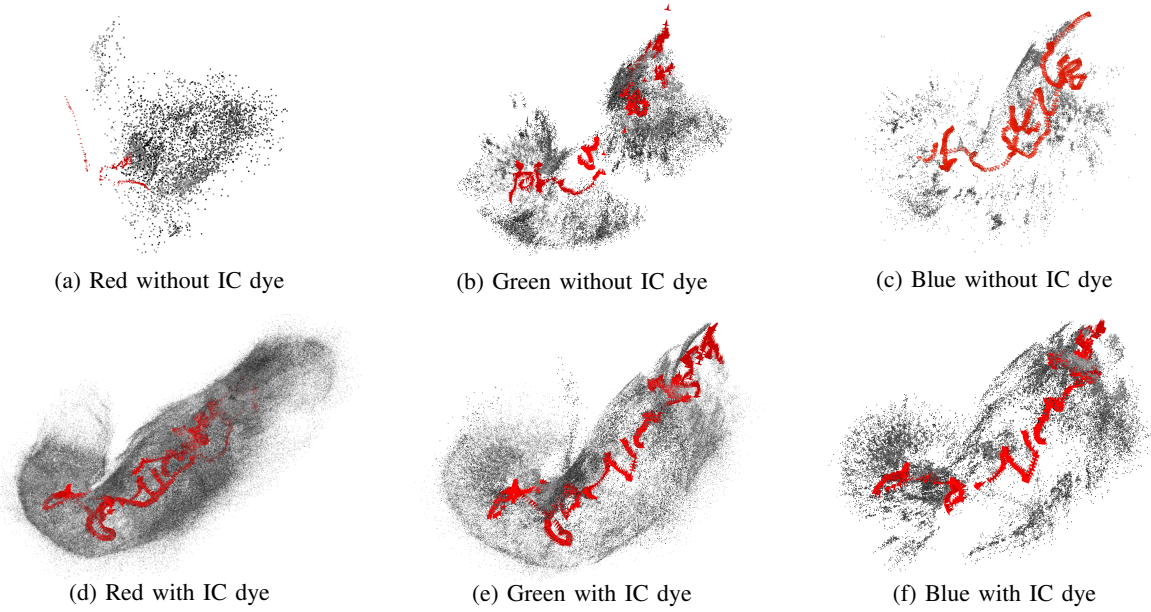 (a) Red without IC dye
(b) Green without IC dye
(c) Blue without IC dye
(d) Red with IC dye
(e) Green with IC dye
(f) Blue with IC dye